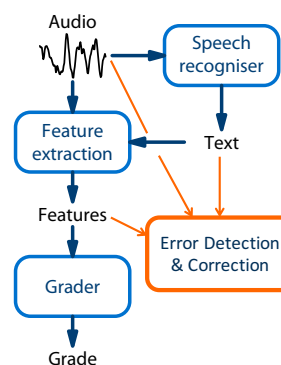 Audio
Speech
recogniser
Feature
extraction
Text
Features
Error Detection
& Correction
Grader
Grade